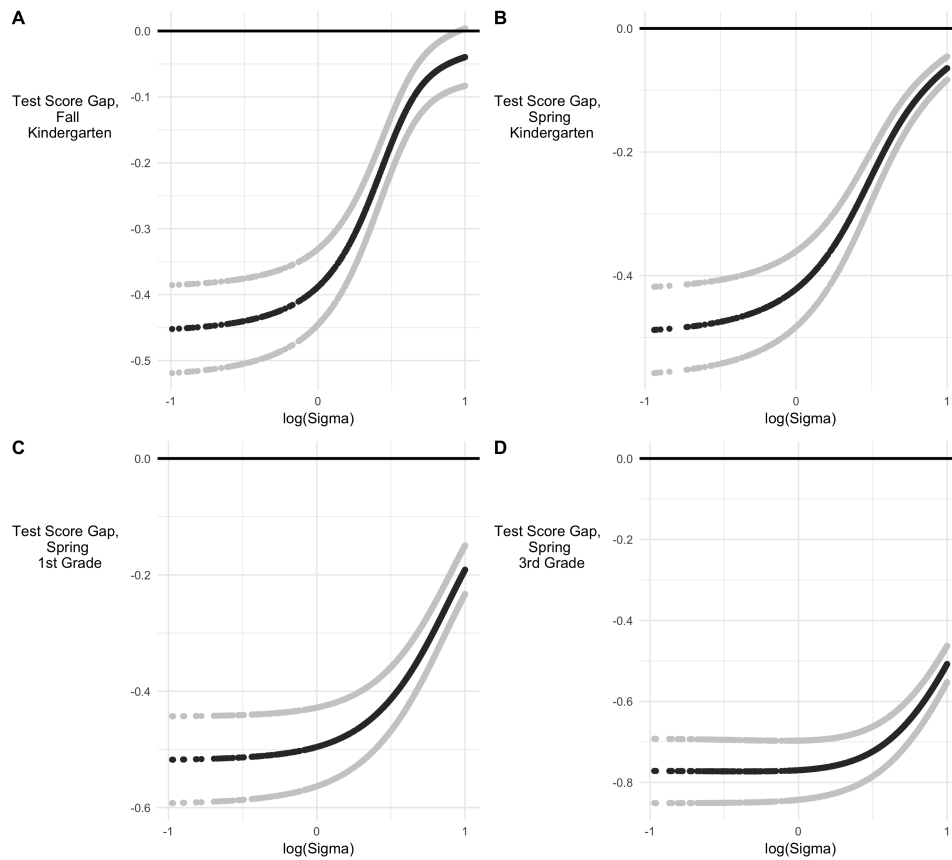 A
Test Score Gap,
Fall
Kindergarten
0.0
-0.1
-0.2
-0.3
-0.4
-0.5
-1
0
1
log(Sigma)
B
Test Score Gap,
Spring
Kindergarten
0.0
-0.2
-0.4
-1
0
1
log(Sigma)
C
Test Score Gap,
Spring
1st Grade
0.0
-0.2
-0.4
-0.6
-1
0
1
log(Sigma)
D
Test Score Gap,
Spring
3rd Grade
0.0
-0.2
-0.4
-0.6
-0.8
-1
0
1
log(Sigma)